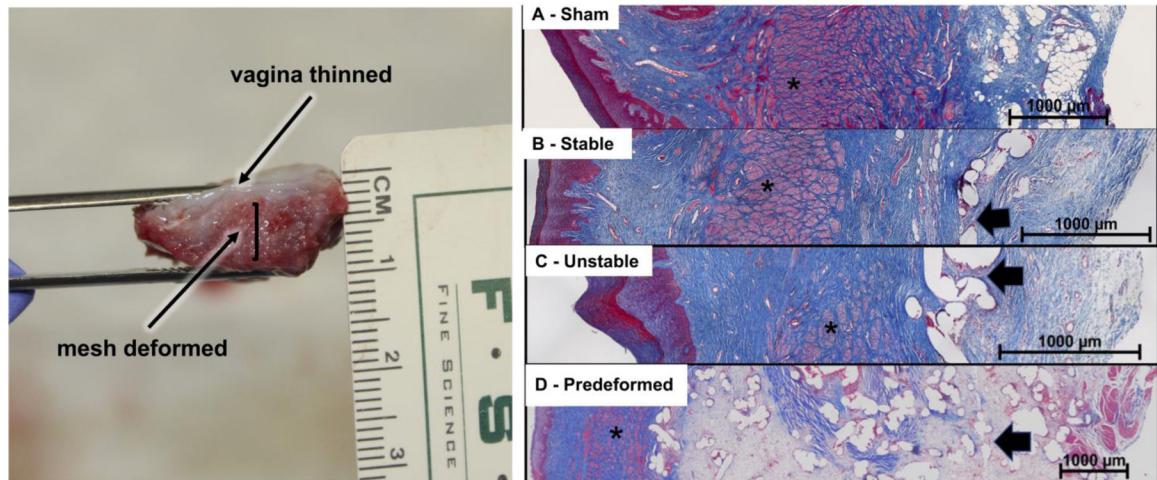 vagina thinned
mesh deformed
CM
1
2
3
F·S
FINE SCIENCE
A - Sham
*
1000 µm
B - Stable
*
1000 µm
C - Unstable
*
1000 µm
D - Predeformed
*
1000 µm